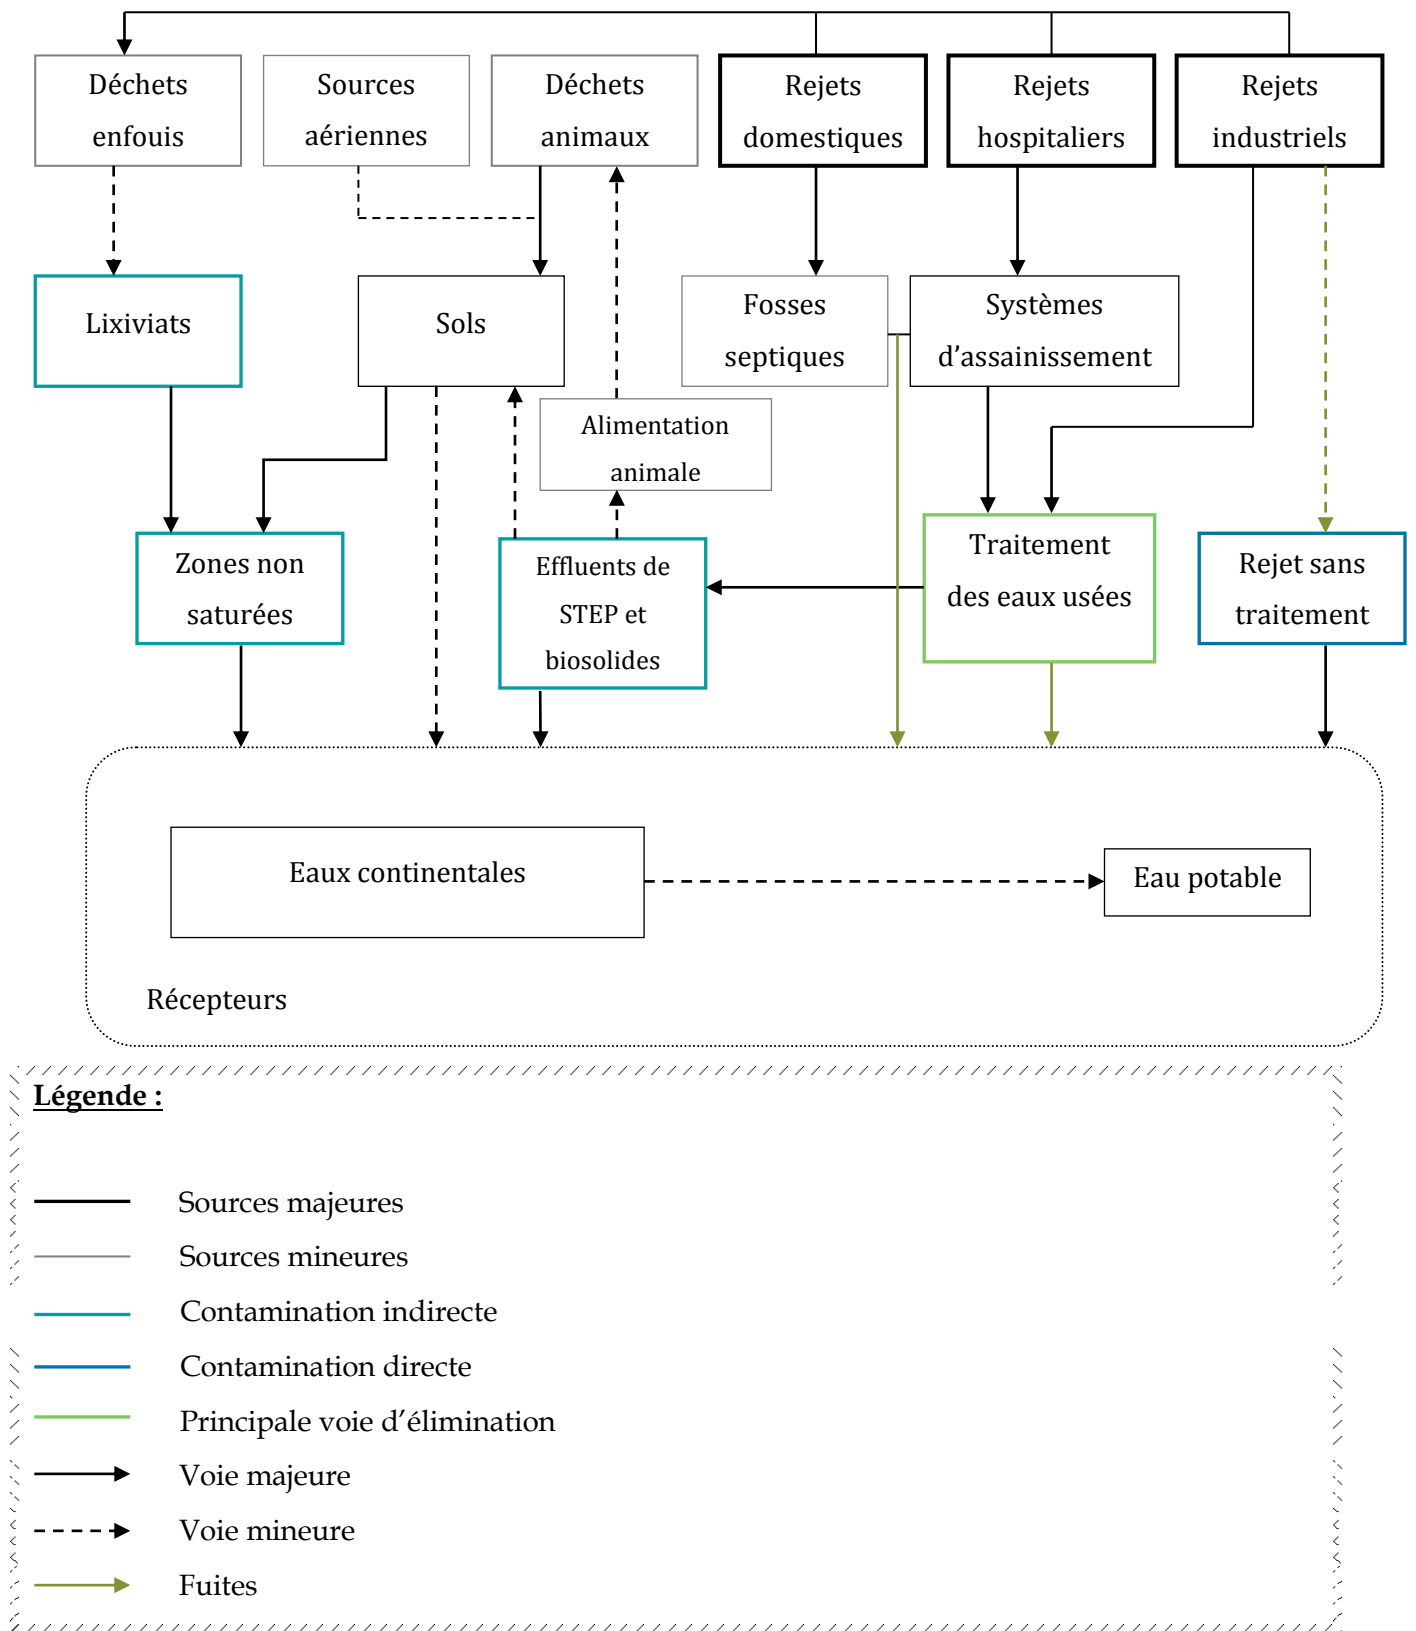 Déchets
enfouis
Sources
aériennes
Déchets
animaux
Rejets
domestiques
Rejets
hospitaliers
Rejets
industriels
Lixiviats
Sols
Fosses
septiques
Systèmes
d’assainissement
Alimentation
animale
Zones non
saturées
Effluents de
STEP et
biosolides
Traitement
des eaux usées
Rejet sans
traitement
Eaux continentales
Eau potable
Récepteurs
Légende :
Sources majeures
Sources mineures
Contamination indirecte
Contamination directe
Principale voie d’élimination
Voie majeure
Voie mineure
Fuites